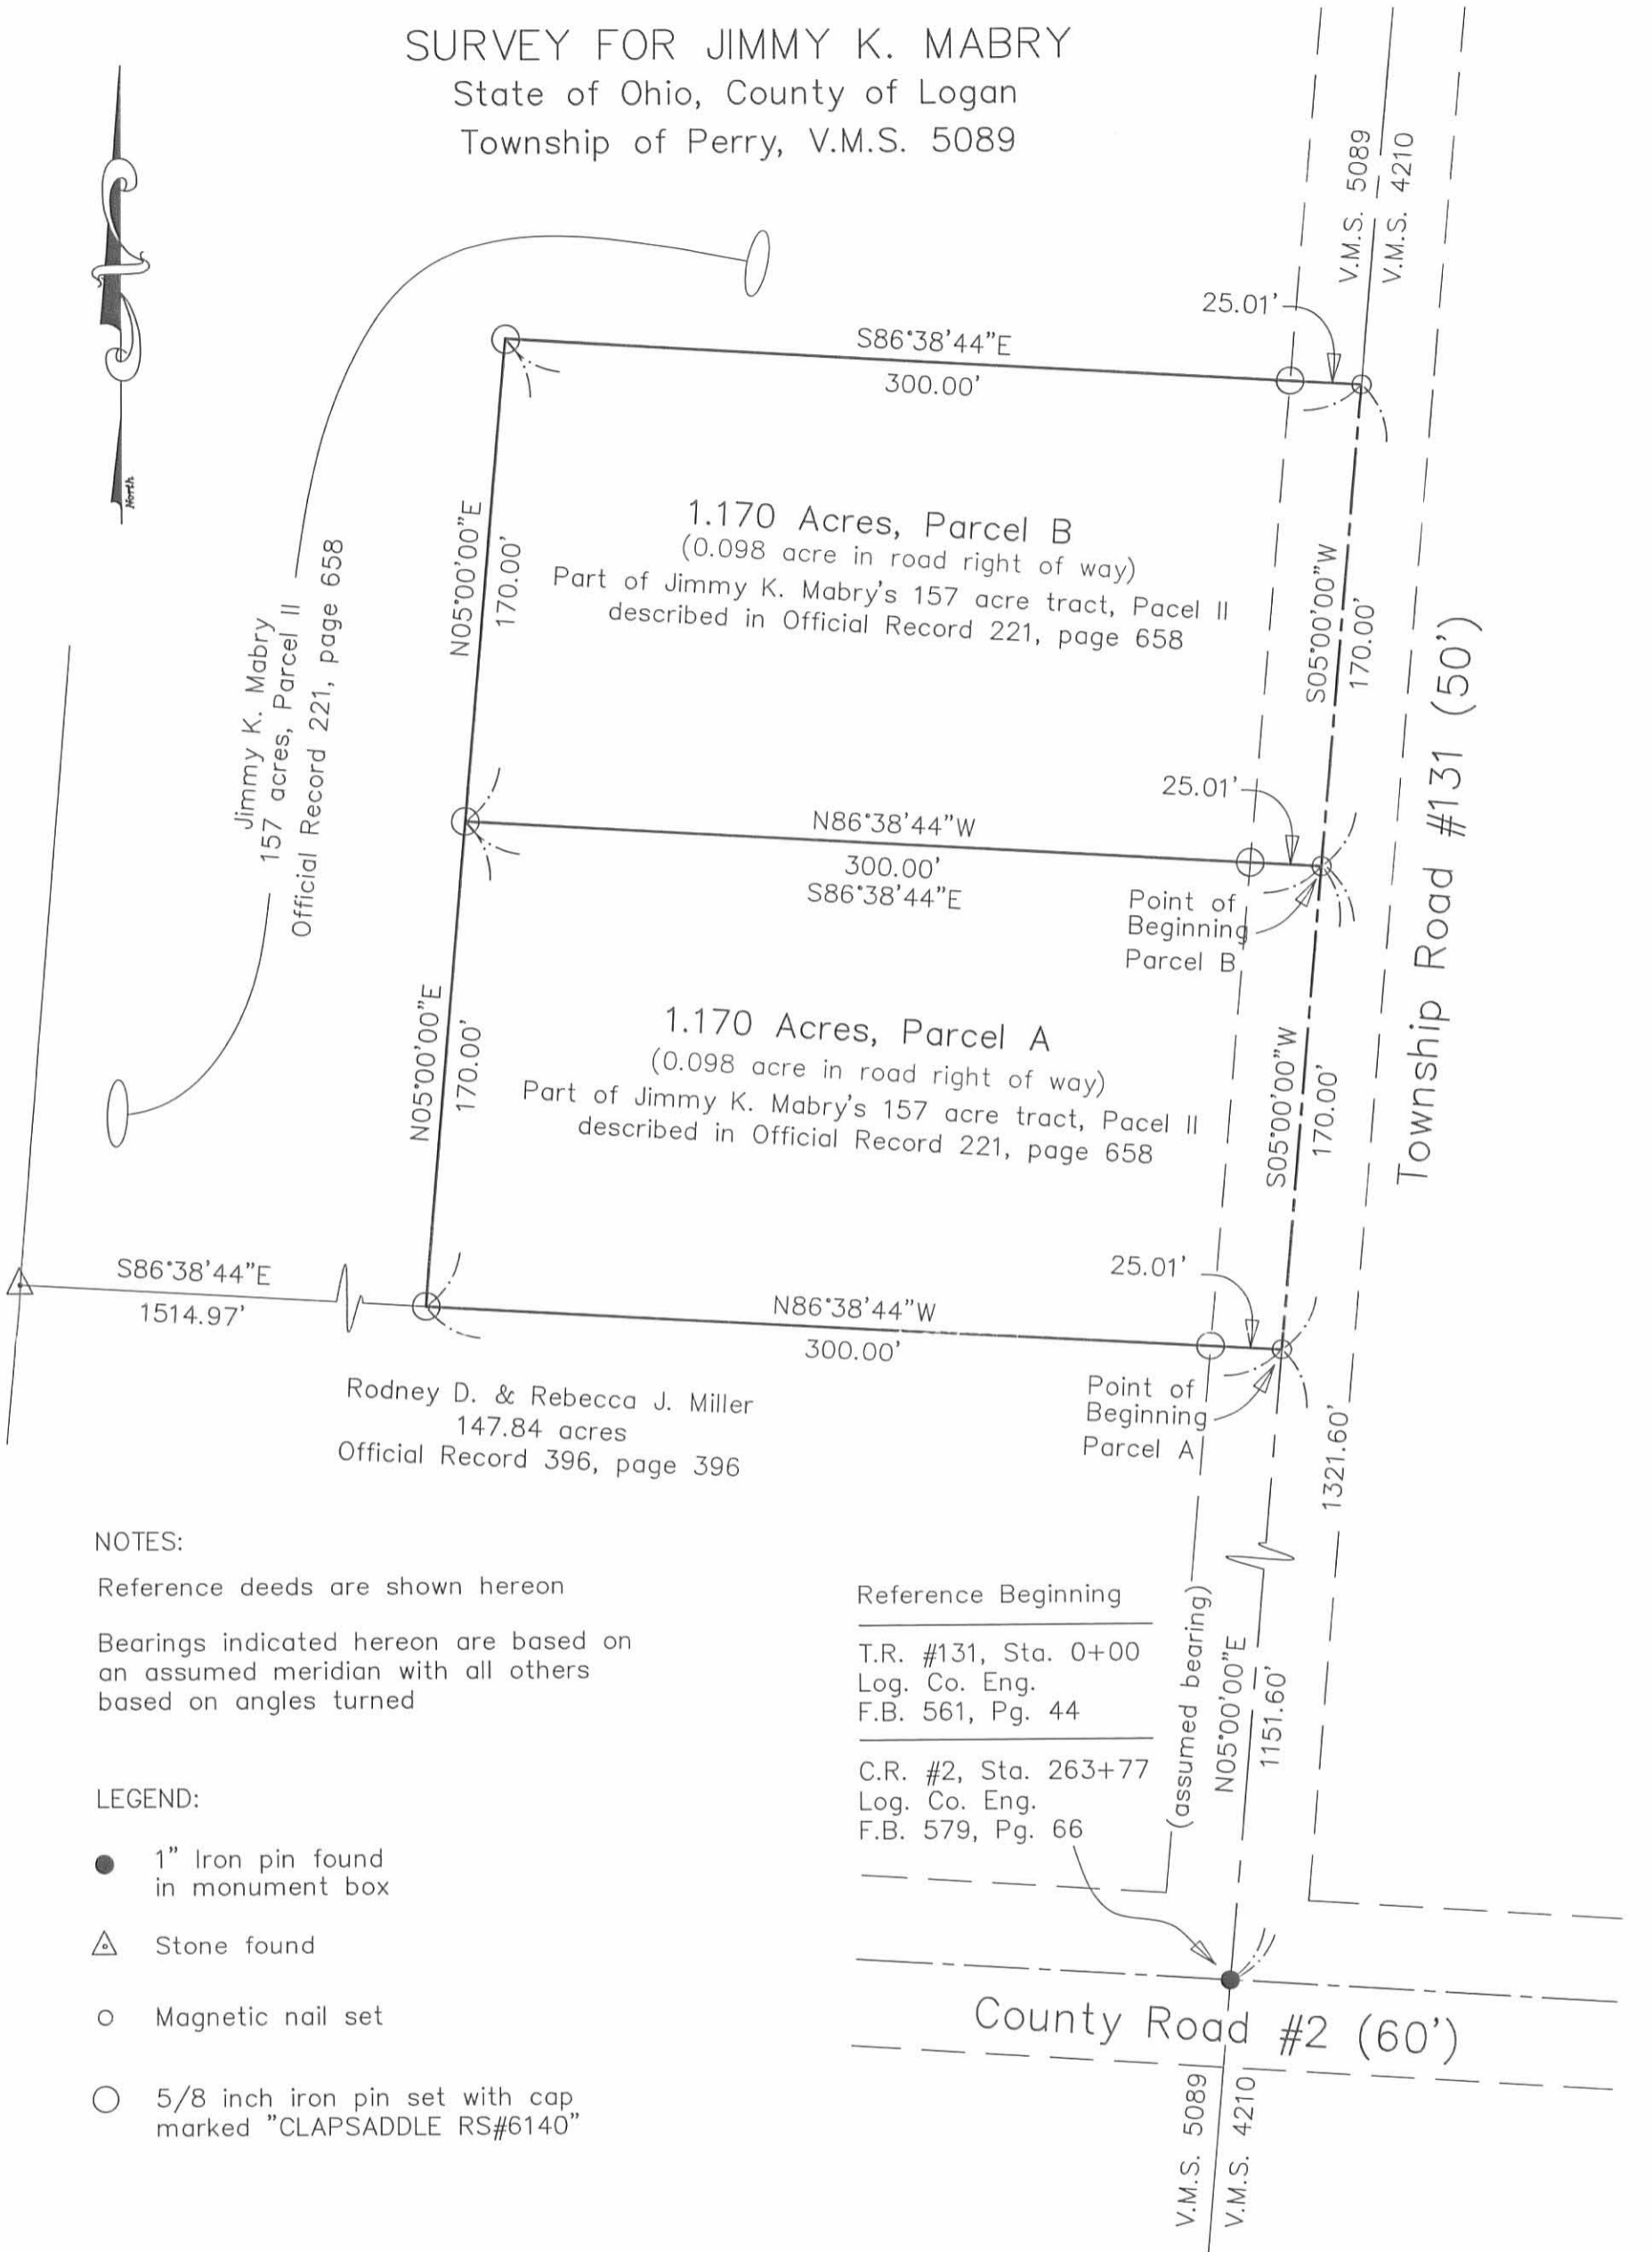 SURVEY FOR JIMMY K. MABRY
State of Ohio, County of Logan
Township of Perry, V.M.S. 5089
North
V.M.S. 5089
V.M.S. 4210
25.01'
S86°38'44"E
300.00'
N05°00'00"E
170.00'
1.170 Acres, Parcel B
(0.098 acre in road right of way)
Part of Jimmy K. Mabry's 157 acre tract, Pacel II
described in Official Record 221, page 658
S05°00'00"W
170.00'
Township Road #131 (50')
Jimmy K. Mabry
157 acres, Parcel II
Official Record 221, page 658
25.01'
N86°38'44"W
300.00'
S86°38'44"E
Point of
Beginning
Parcel B
N05°00'00"E
170.00'
1.170 Acres, Parcel A
(0.098 acre in road right of way)
Part of Jimmy K. Mabry's 157 acre tract, Pacel II
described in Official Record 221, page 658
S05°00'00"W
170.00'
25.01'
S86°38'44"E
1514.97'
N86°38'44"W
300.00'
Point of
Beginning
Parcel A
1321.60'
Rodney D. & Rebecca J. Miller
147.84 acres
Official Record 396, page 396
NOTES:
Reference deeds are shown hereon
Bearings indicated hereon are based on
an assumed meridian with all others
based on angles turned
Reference Beginning
T.R. #131, Sta. 0+00
Log. Co. Eng.
F.B. 561, Pg. 44
C.R. #2, Sta. 263+77
Log. Co. Eng.
F.B. 579, Pg. 66
(assumed bearing)
N05°00'00"E
1151.60'
LEGEND:
1" Iron pin found
in monument box
Stone found
Magnetic nail set
5/8 inch iron pin set with cap
marked "CLAPSADDLE RS#6140"
County Road #2 (60')
V.M.S. 5089
V.M.S. 4210